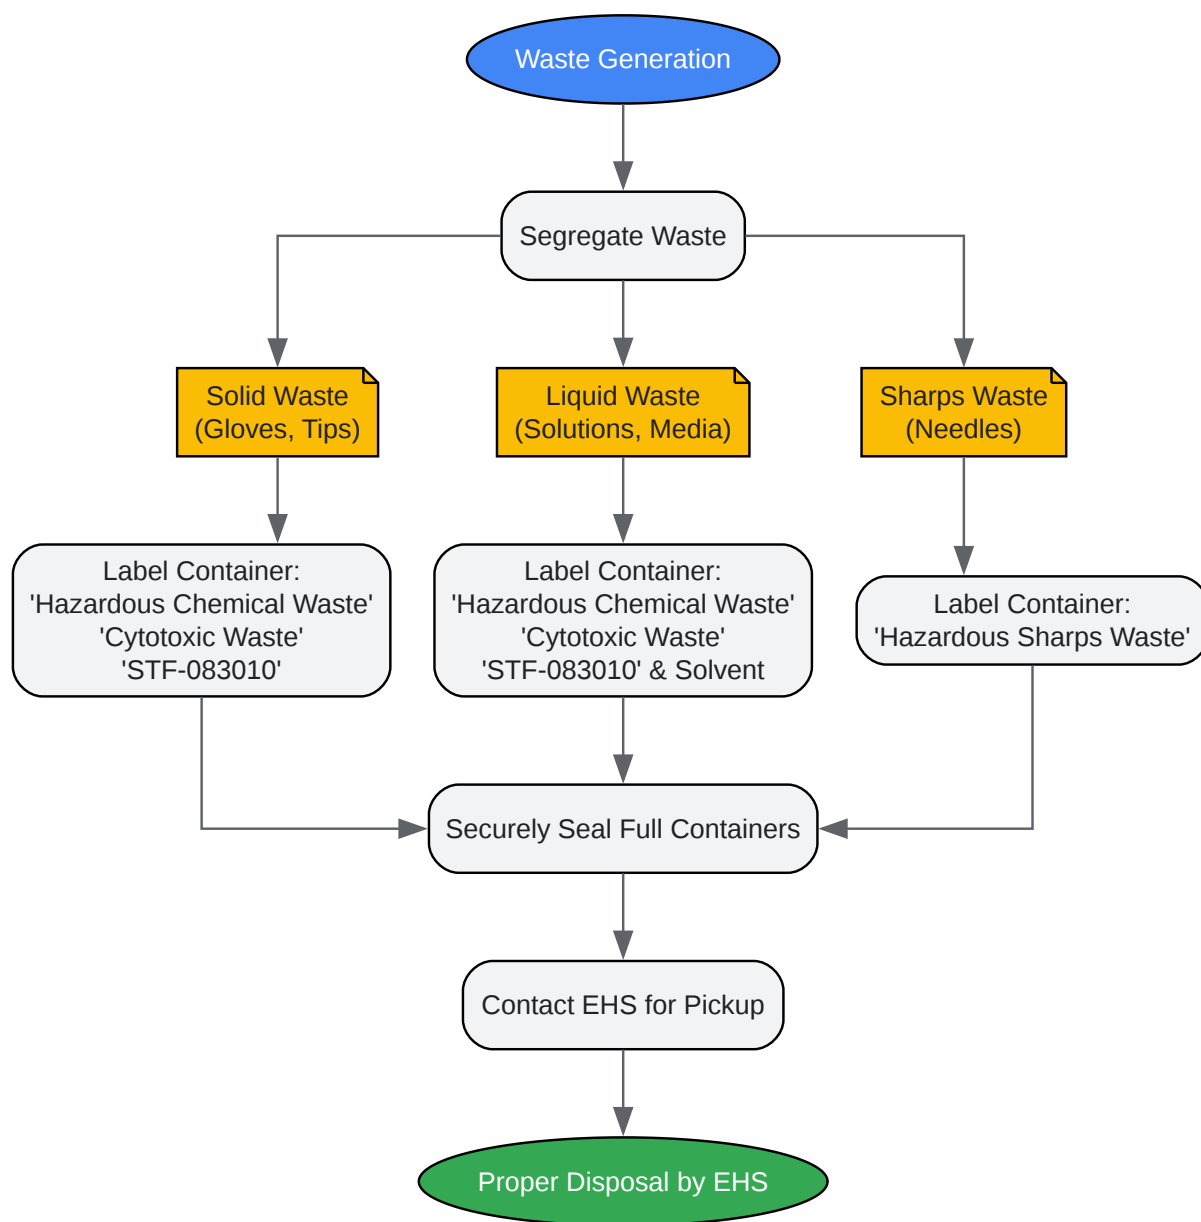 Waste Generation
Segregate Waste
Solid Waste
(Gloves, Tips)
Liquid Waste
(Solutions, Media)
Sharps Waste
(Needles)
Label Container:
'Hazardous Chemical Waste'
'Cytotoxic Waste'
'STF-083010'
Label Container:
'Hazardous Chemical Waste'
'Cytotoxic Waste'
'STF-083010' & Solvent
Label Container:
'Hazardous Sharps Waste'
Securely Seal Full Containers
Contact EHS for Pickup
Proper Disposal by EHS